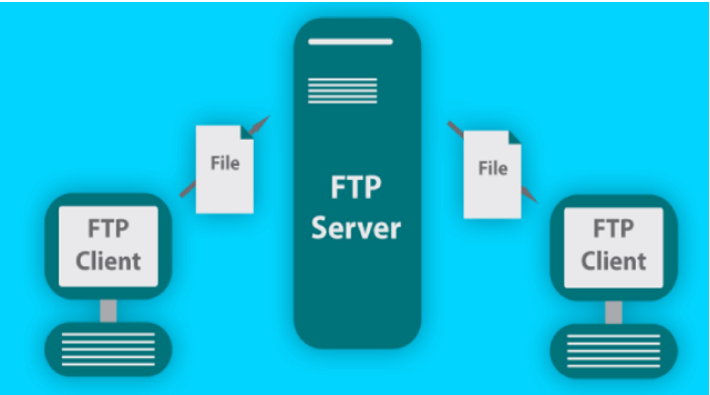 File
FTP
Server
File
FTP
Client
FTP
Client